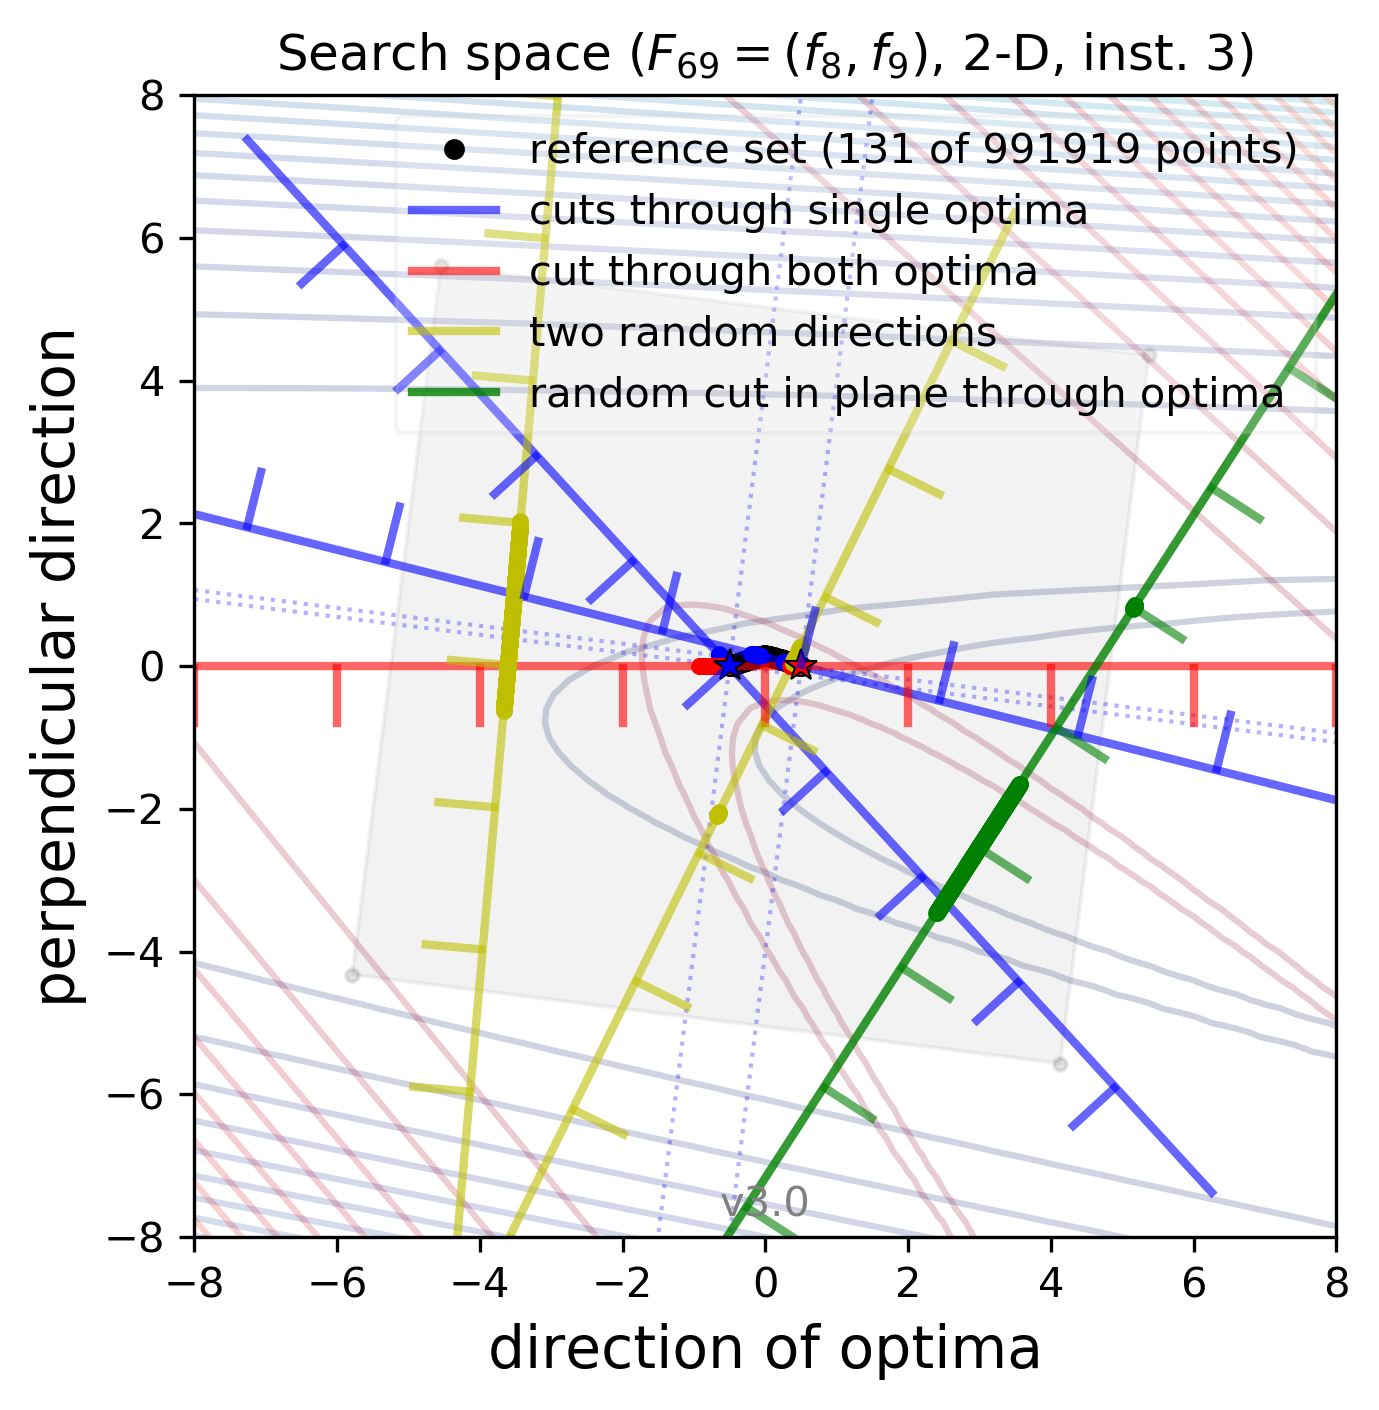 Search space (F69 = (f8, f9), 2-D, inst. 3)
reference set (131 of 991919 points)
cuts through single optima
cut through both optima
two random directions
random cut in plane through optima
perpendicular direction
8
6
4
2
0
−2
−4
−6
−8
v3.0
−8 −6 −4 −2 0 2 4 6 8
direction of optima